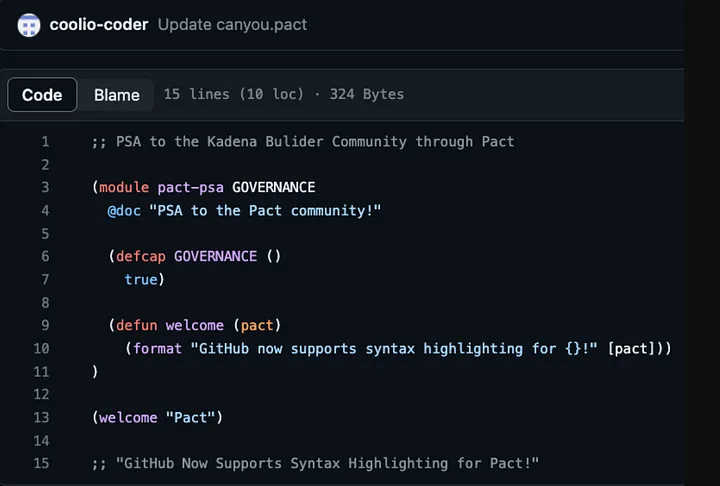 coolio-coder Update canyou.pact
Code Blame 15 lines (10 loc) · 324 Bytes
1 ;; PSA to the Kadena Bulider Community through Pact
2
3 (module pact-psa GOVERNANCE
4 @doc "PSA to the Pact community!"
5
6 (defcap GOVERNANCE ()
7 true)
8
9 (defun welcome (pact)
10 (format "GitHub now supports syntax highlighting for {}!" [pact]))
11 )
12
13 (welcome "Pact")
14
15 ;; "GitHub Now Supports Syntax Highlighting for Pact!"